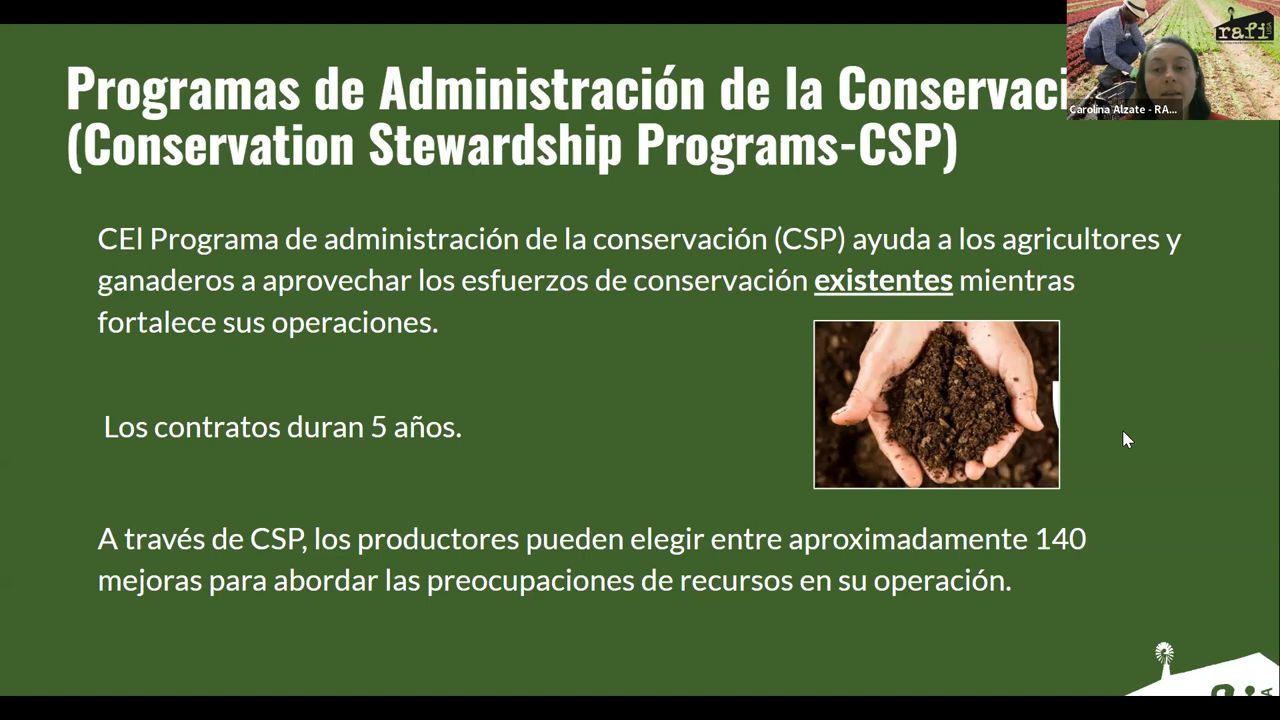 Programas de Administración de la Conservaci
(Conservation Stewardship Programs-CSP)
rafi
USA
Carolina Alzate - RA...
CEl Programa de administración de la conservación (CSP) ayuda a los agricultores y
ganaderos a aprovechar los esfuerzos de conservación existentes mientras
fortalece sus operaciones.
Los contratos duran 5 años.
A través de CSP, los productores pueden elegir entre aproximadamente 140
mejoras para abordar las preocupaciones de recursos en su operación.